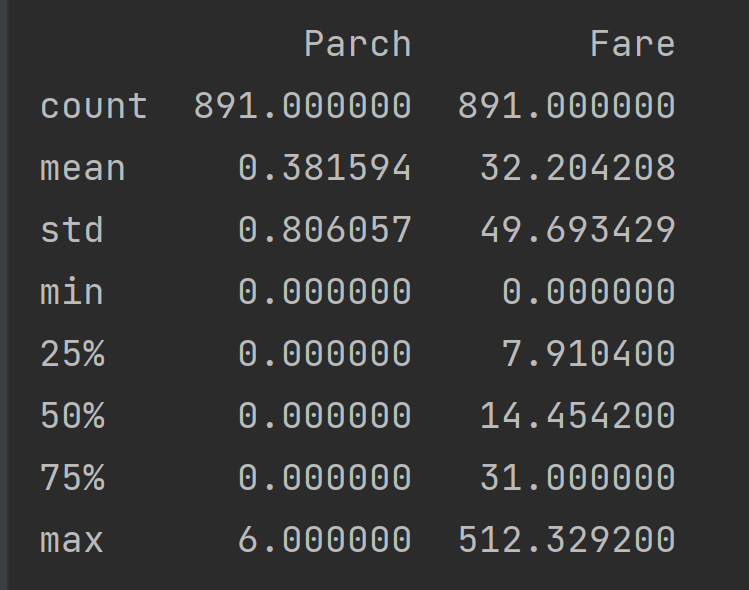 Parch Fare
count 891.000000 891.000000
mean 0.381594 32.204208
std 0.806057 49.693429
min 0.000000 0.000000
25% 0.000000 7.910400
50% 0.000000 14.454200
75% 0.000000 31.000000
max 6.000000 512.329200